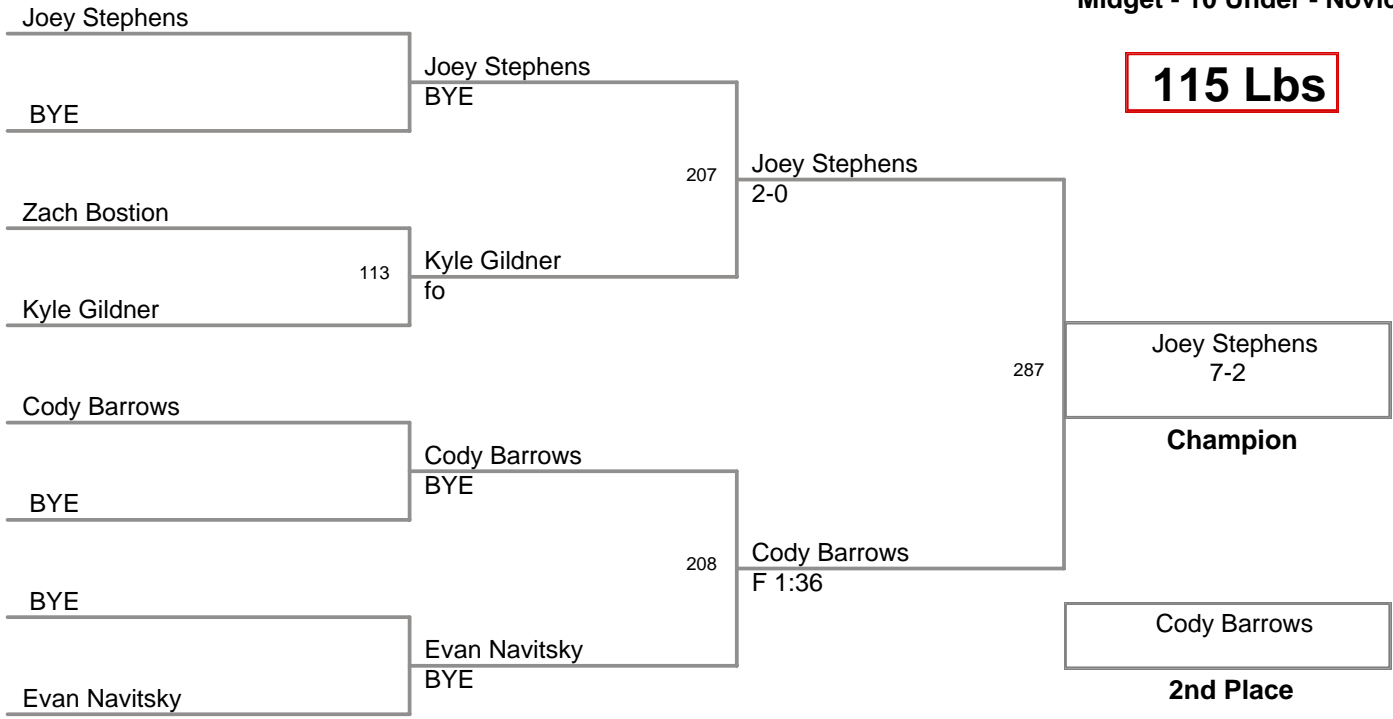 Midget - 10 Under - Novic
115 Lbs
Joey Stephens
BYE
Zach Bostion
113
Kyle Gildner
Cody Barrows
BYE
BYE
Evan Navitsky
Joey Stephens
BYE
207
Kyle Gildner
fo
Cody Barrows
BYE
208
Evan Navitsky
BYE
Joey Stephens
2-0
287
Cody Barrows
F 1:36
Joey Stephens
7-2
Champion
Cody Barrows
2nd Place